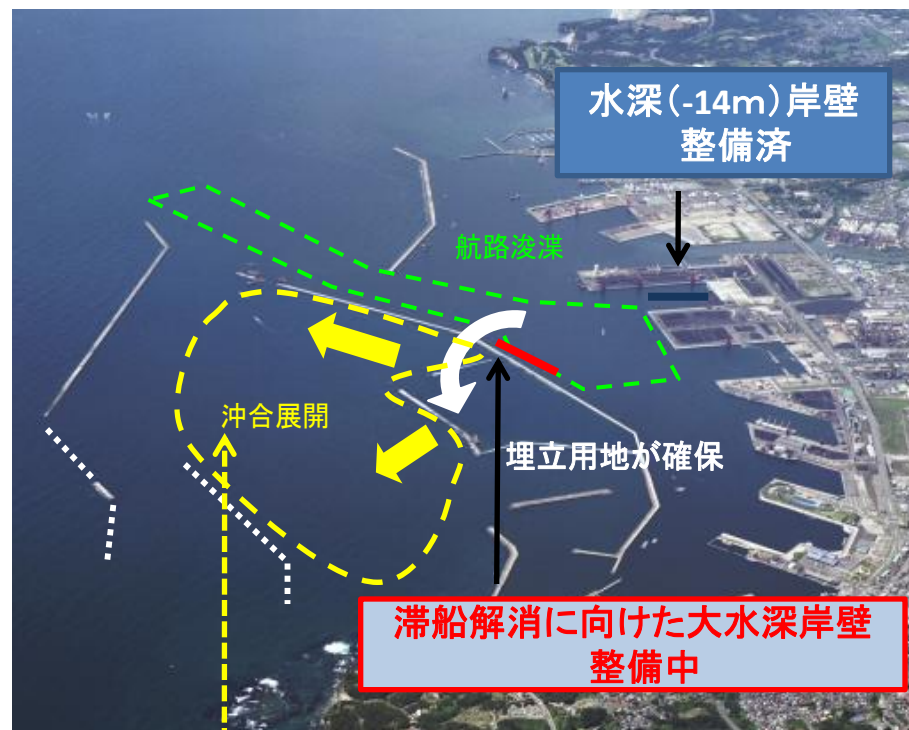 水深（-14ｍ）岸壁
整備済
航路浚渫
沖合展開
埋立用地が確保
滞船解消に向けた大水深岸壁
整備中